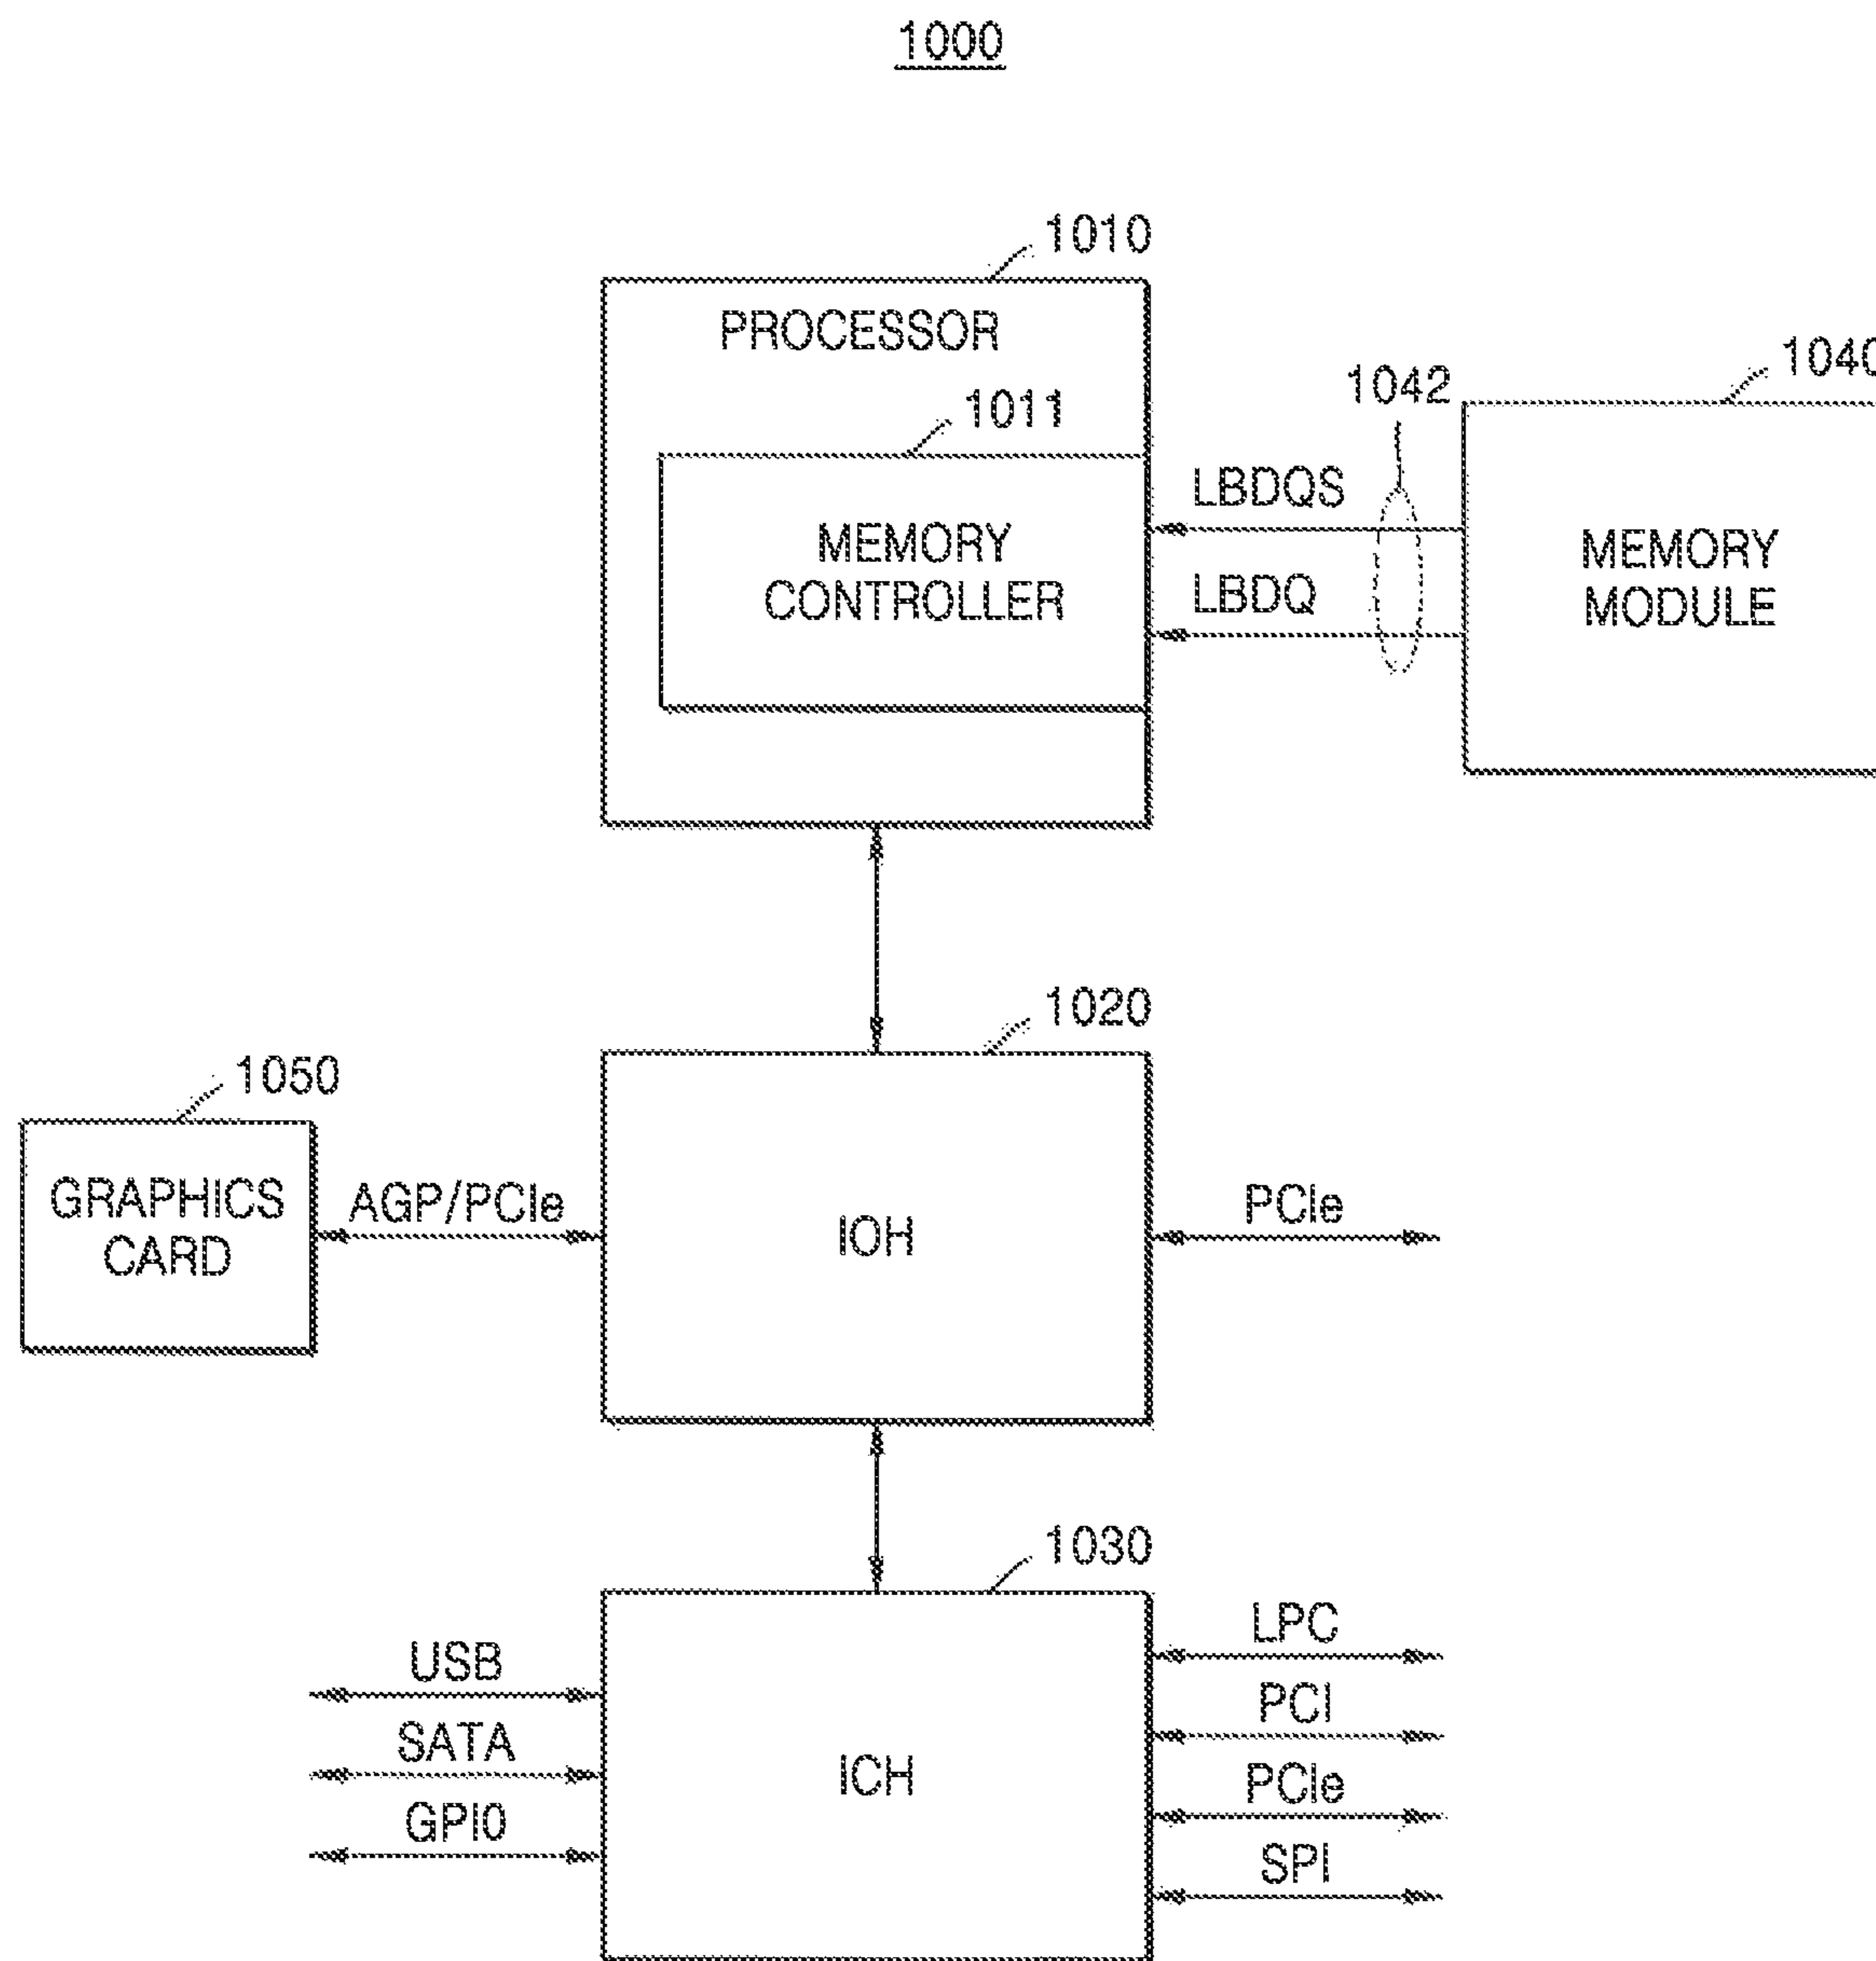 1000
1010
PROCESSOR
1040
1042
1011
LBDQS
MEMORY
CONTROLLER
LBDQ
MEMORY
MODULE
1020
1050
GRAPHICS
CARD
AGP/PCIe
IOH
PCIe
1030
USB
SATA
GPIO
ICH
LPC
PCI
PCIe
SPI